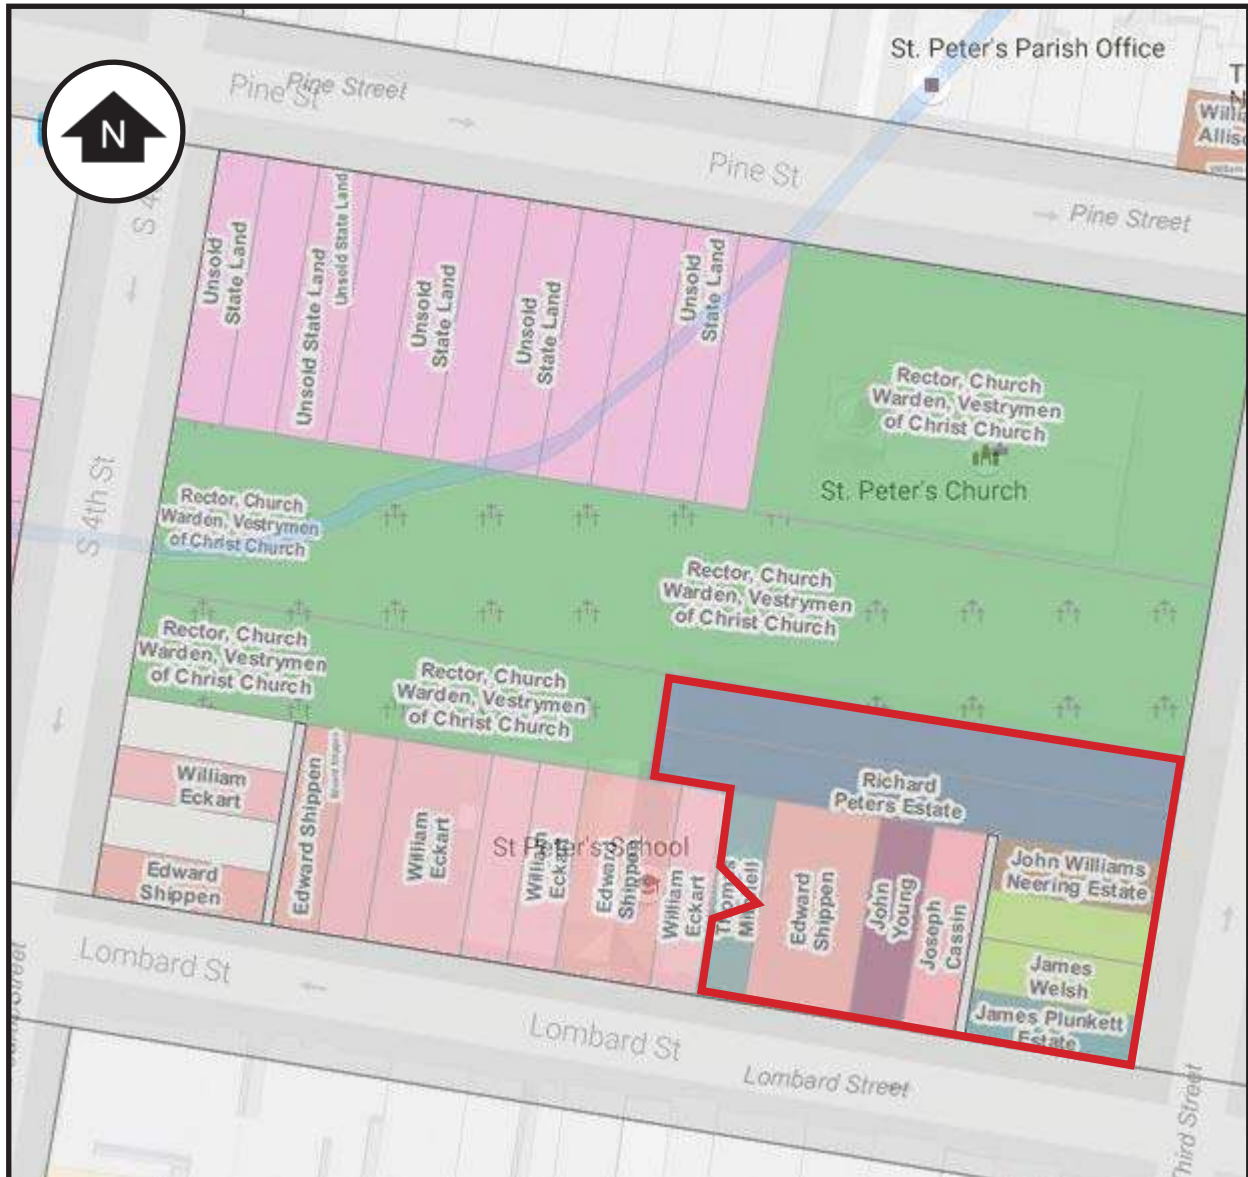 St. Peter's Parish Office
Pine St
Pine Street
N
Pine St
Pine Street
Unsold
State Land
Unsold State Land
Unsold State Land
Unsold
State Land
Unsold
State Land
Unsold
State Land
Rector, Church
Warden, Vestrymen
of Christ Church
St. Peter's Church
S 4th St
Rector, Church
Warden, Vestrymen
of Christ Church
Rector, Church
Warden, Vestrymen
of Christ Church
Rector, Church
Warden, Vestrymen
of Christ Church
Rector, Church
Warden, Vestrymen
of Christ Church
William
Eckart
Edward
Shippen
Edward Shippen
William
Eckart
St Peter's School
William
Eckart
Edward
Shippen
William
Eckart
Richard
Peters Estate
Edward
Shippen
John
Young
Joseph
Cassin
John Williams
Neering Estate
James
Welsh
James Plunkett
Estate
Lombard St
Lombard St
Lombard Street
Third Street